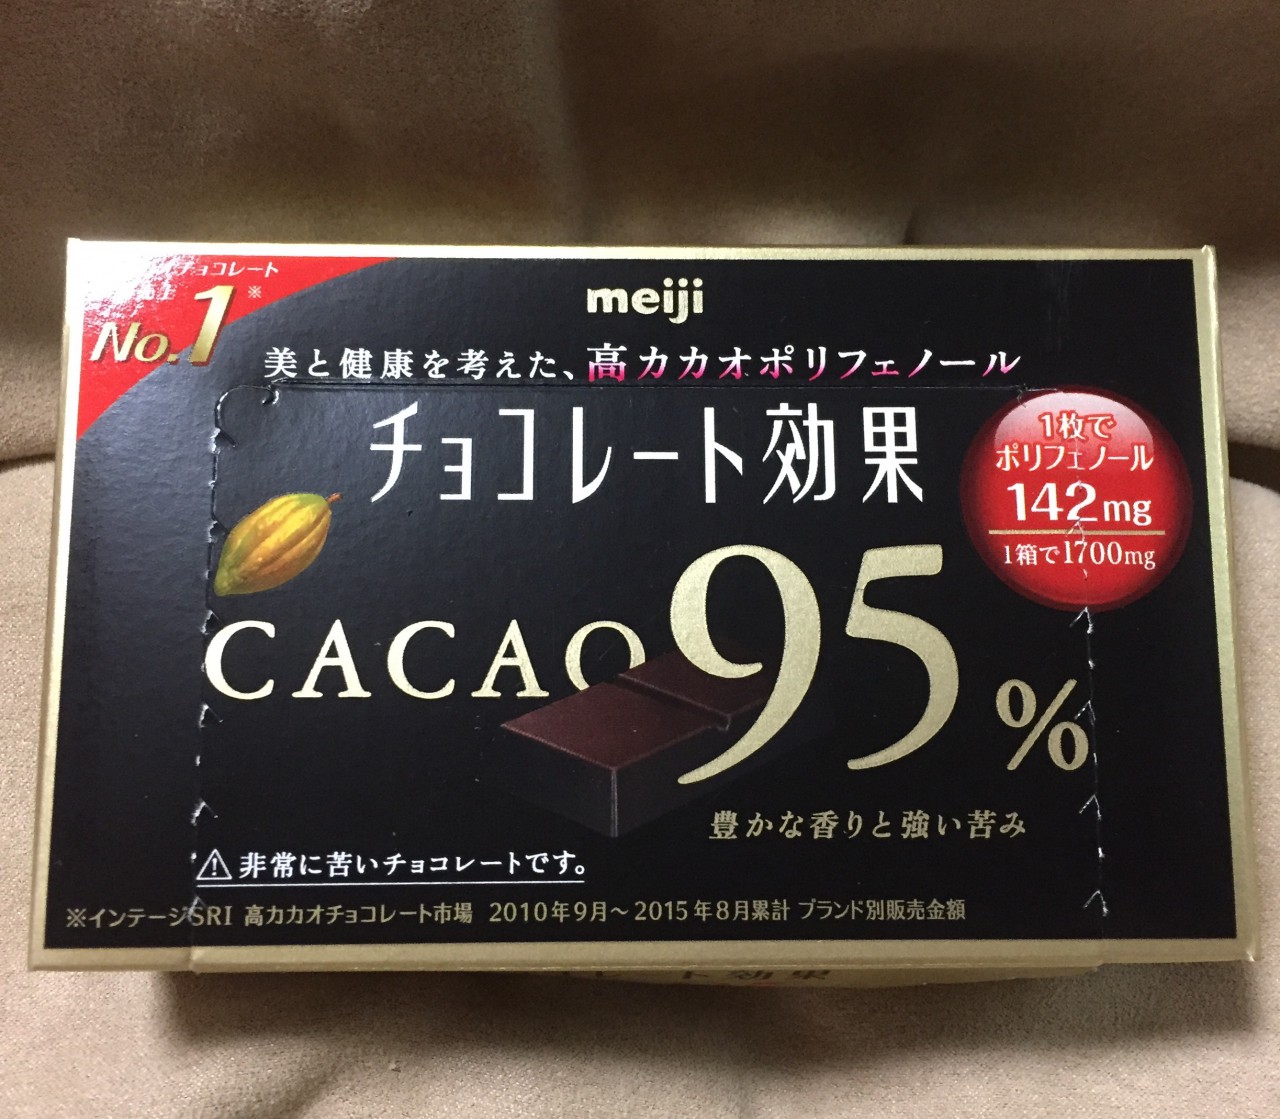 チョコレート
No.1※
meiji
美と健康を考えた、高カカオポリフェノール
チョコレート効果
1枚で
ポリフェノール
142mg
1箱で1700mg
CACAO 95%
豊かな香りと強い苦み
⚠非常に苦いチョコレートです。
※インテージSRI 高カカオチョコレート市場 2010年9月～2015年8月累計 ブランド別販売金額